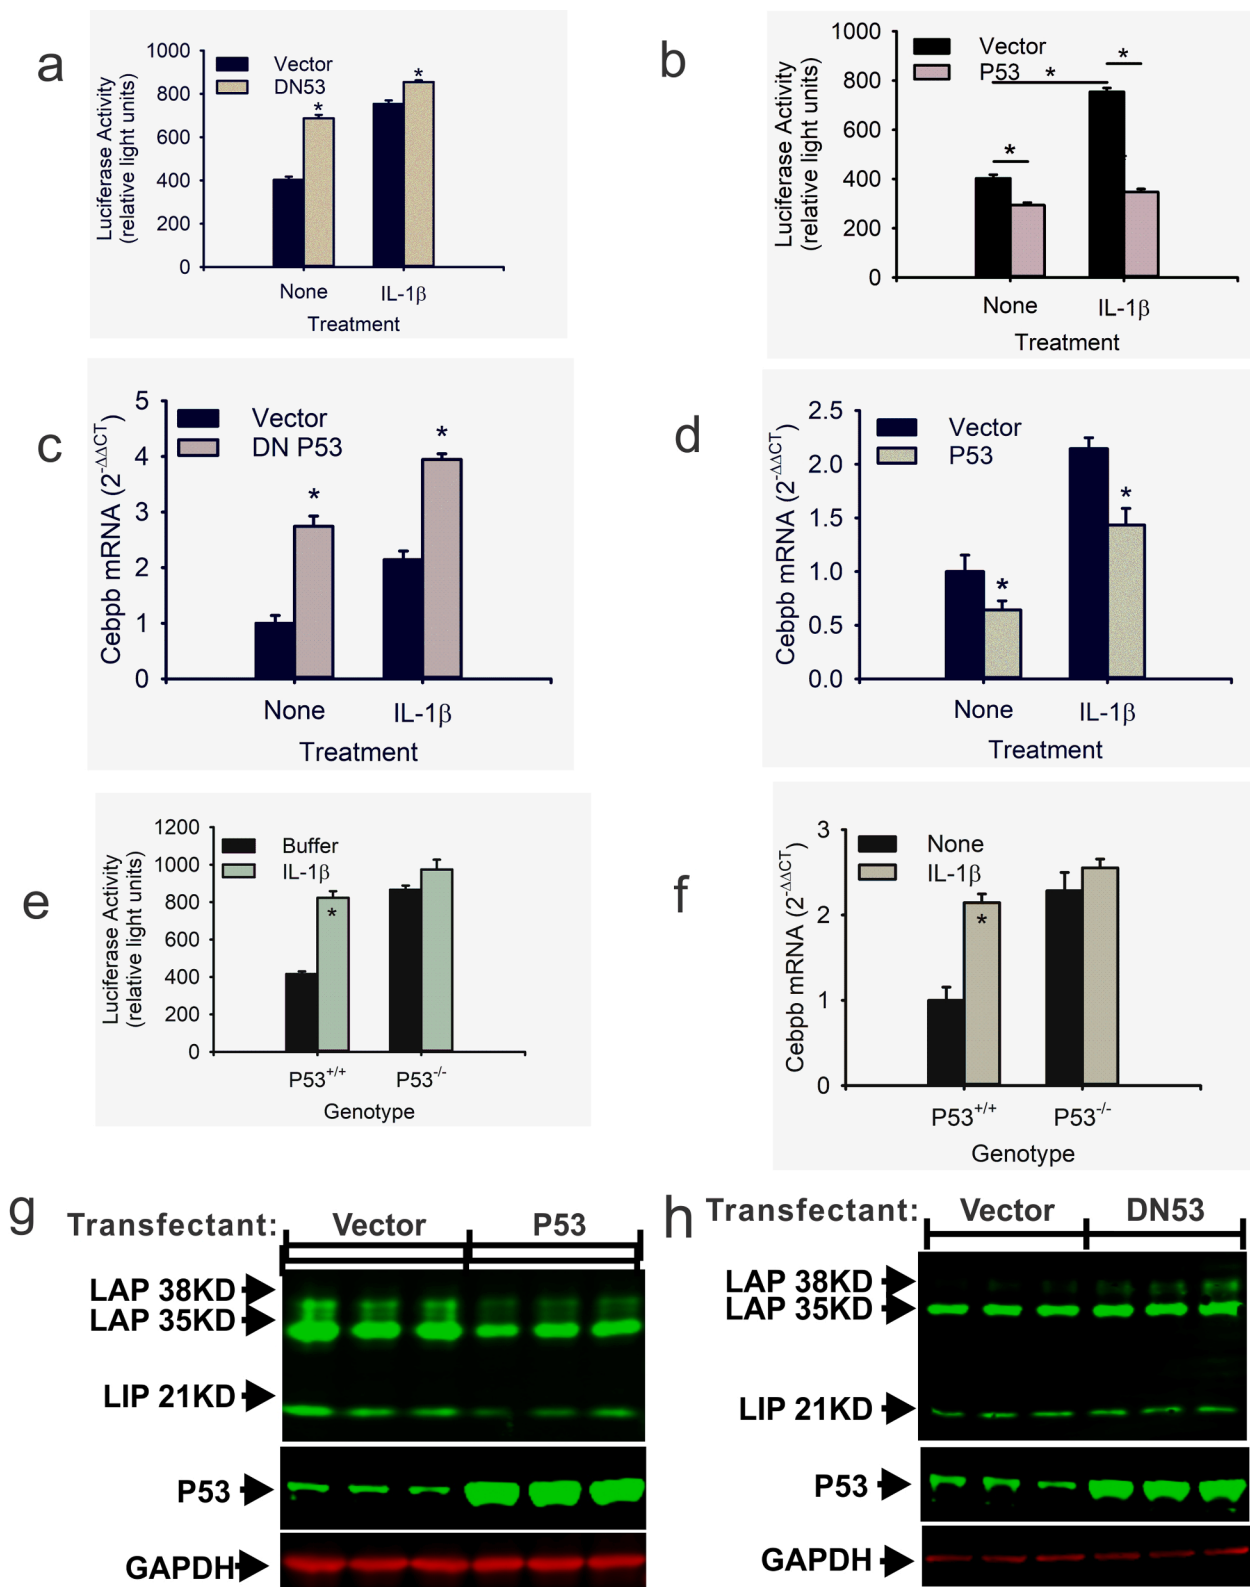 a
1000
800
600
400
200
0
Luciferase Activity
(relative light units)
Vector
DN53
*
*
None IL-1β
Treatment
b
1000
800
600
400
200
0
Luciferase Activity
(relative light units)
Vector
P53
*
*
*
None IL-1β
Treatment
c
5
4
3
2
1
0
Cebpb mRNA (2^-ΔΔCT)
Vector
DN P53
*
*
None IL-1β
Treatment
d
2.5
2.0
1.5
1.0
0.5
0.0
Cebpb mRNA (2^-ΔΔCT)
Vector
P53
*
*
None IL-1β
Treatment
e
1200
1000
800
600
400
200
0
Luciferase Activity
(relative light units)
Buffer
IL-1β
*
P53+/+ P53-/-
Genotype
f
3
2
1
0
Cebpb mRNA (2^-ΔΔCT)
None
IL-1β
*
P53+/+ P53-/-
Genotype
g
Transfectant: Vector P53
LAP 38KD
LAP 35KD
LIP 21KD
P53
GAPDH
h
Transfectant: Vector DN53
LAP 38KD
LAP 35KD
LIP 21KD
P53
GAPDH